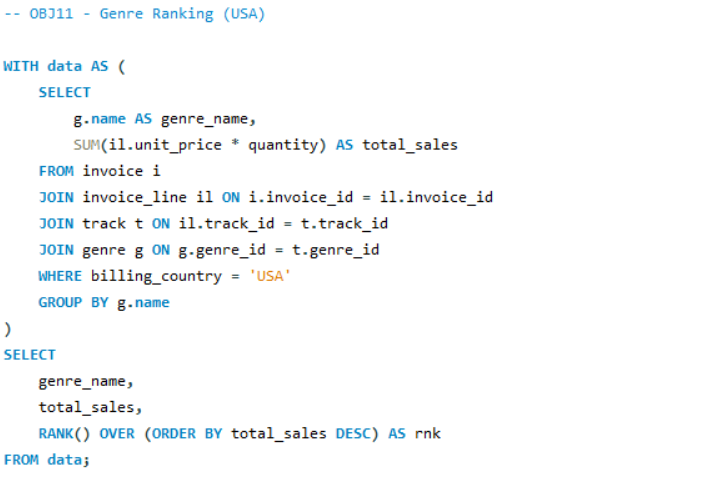 -- OBJ11 - Genre Ranking (USA)
WITH data AS (
    SELECT
        g.name AS genre_name,
        SUM(il.unit_price * quantity) AS total_sales
    FROM invoice i
    JOIN invoice_line il ON i.invoice_id = il.invoice_id
    JOIN track t ON il.track_id = t.track_id
    JOIN genre g ON g.genre_id = t.genre_id
    WHERE billing_country = 'USA'
    GROUP BY g.name
)
SELECT
    genre_name,
    total_sales,
    RANK() OVER (ORDER BY total_sales DESC) AS rnk
FROM data;